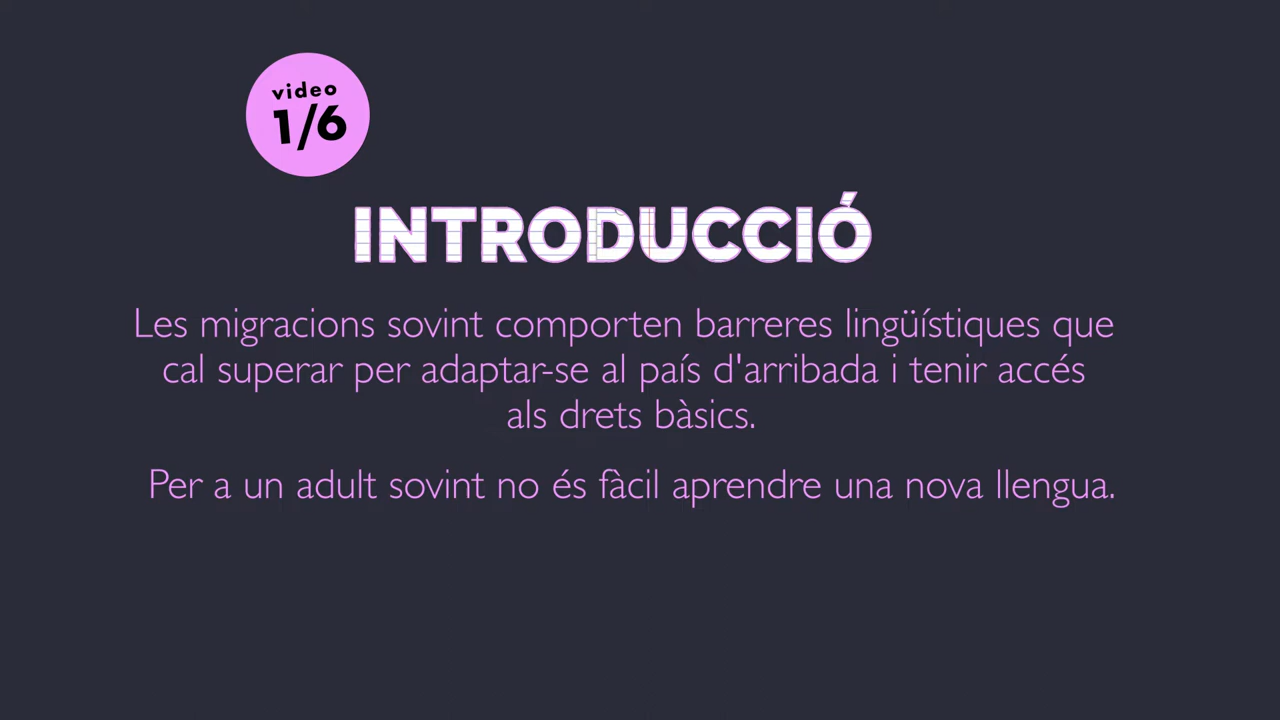 video
1/6
INTRODUCCIÓ
Les migracions sovint comporten barreres lingüístiques que
cal superar per adaptar-se al país d'arribada i tenir accés
als drets bàsics.
Per a un adult sovint no és fàcil aprendre una nova llengua.